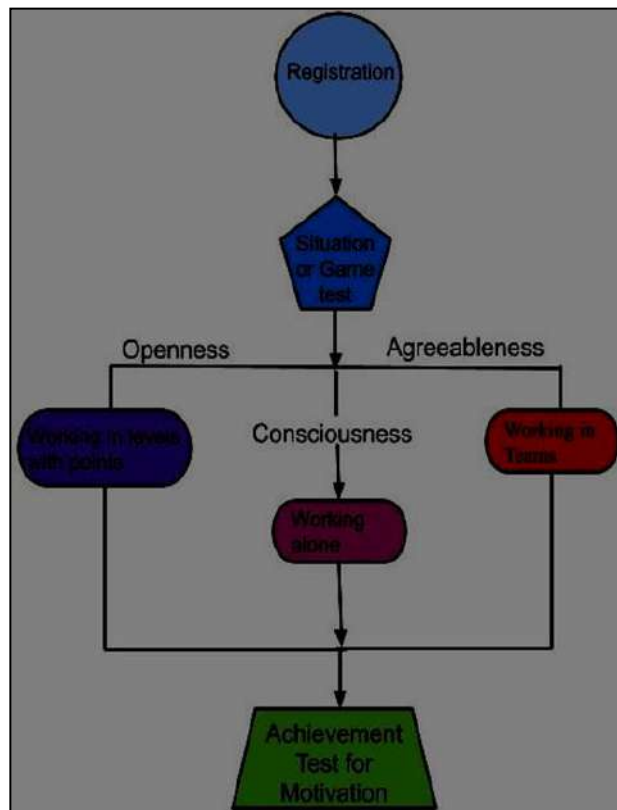 Registration
Situation
or Game
test
Openness
Agreeableness
Working in levels
with points
Consciousness
Working in
Teams
Working
alone
Achievement
Test for
Motivation